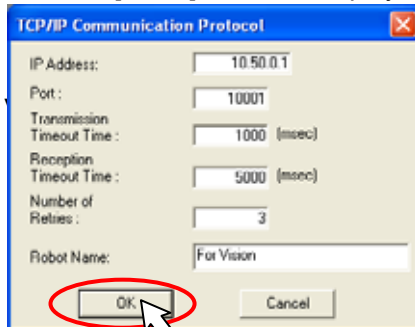 TCP/IP Communication Protocol
IP Address: 10.50.0.1
Port : 10001
Transmission
Timeout Time : 1000 (msec)
Reception
Timeout Time : 5000 (msec)
Number of
Retries : 3
Robot Name: For Vision
OK Cancel